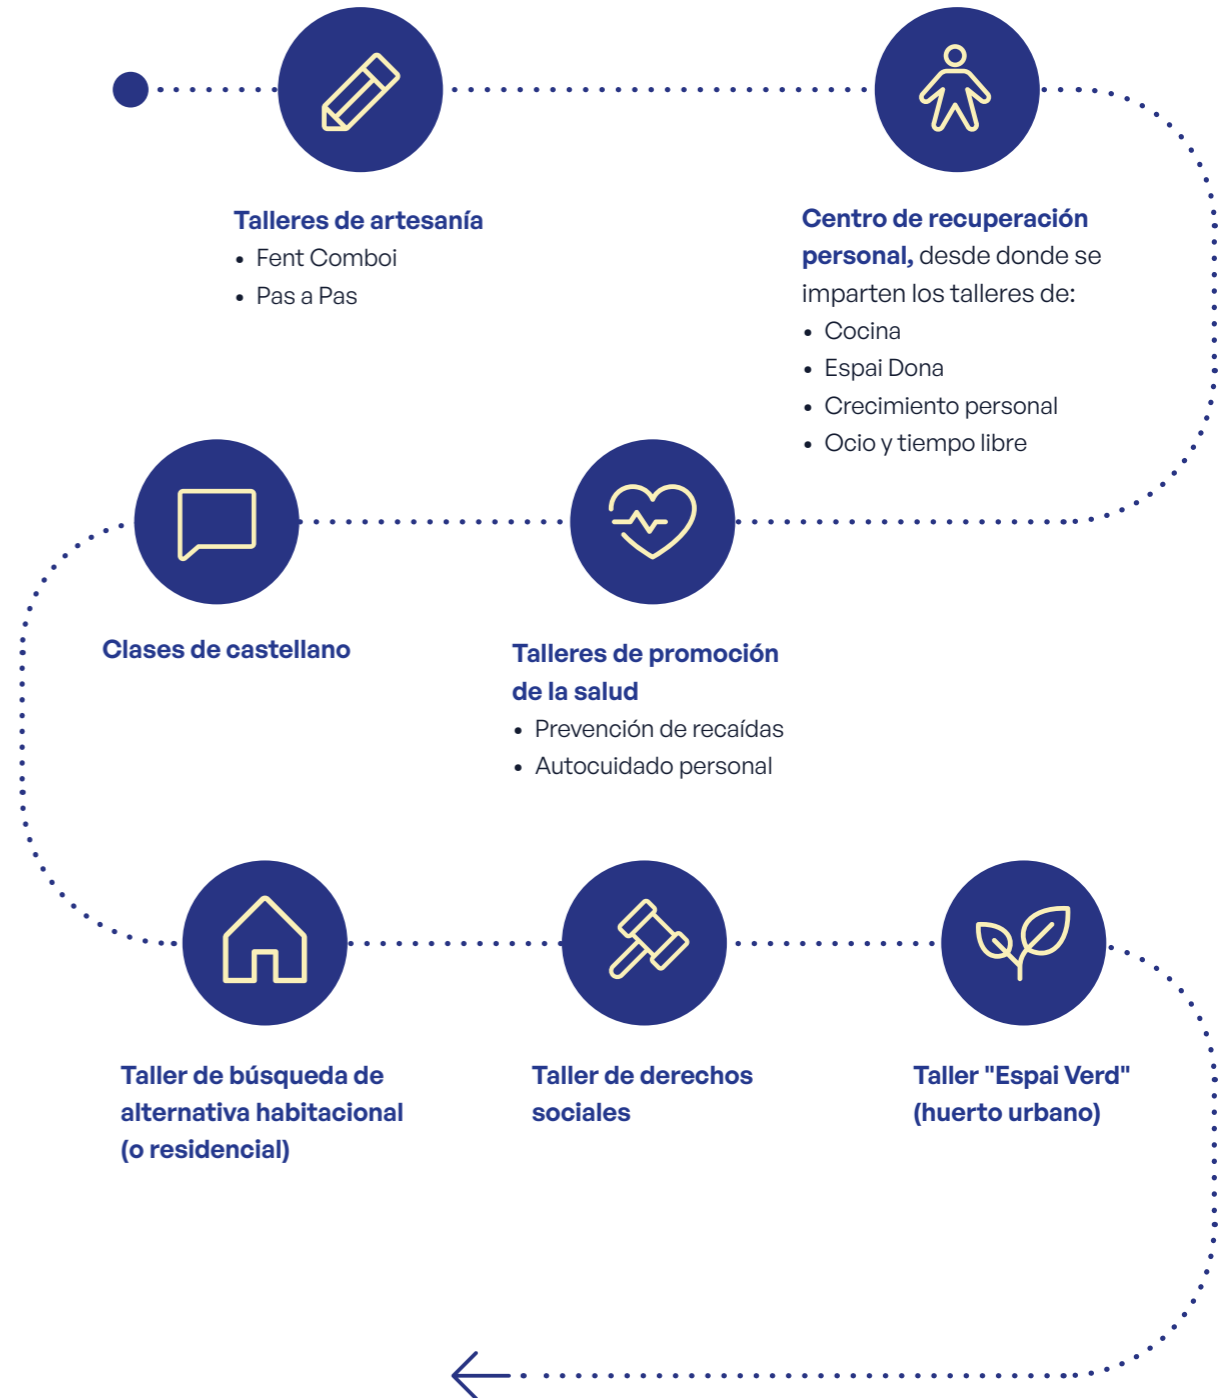 Talleres de artesanía
• Fent Comboi
• Pas a Pas
Centro de recuperación
personal, desde donde se
imparten los talleres de:
• Cocina
• Espai Dona
• Crecimiento personal
• Ocio y tiempo libre
Talleres de promoción
de la salud
• Prevención de recaídas
• Autocuidado personal
Clases de castellano
Taller de búsqueda de
alternativa habitacional
(o residencial)
Taller de derechos
sociales
Taller "Espai Verd"
(huerto urbano)